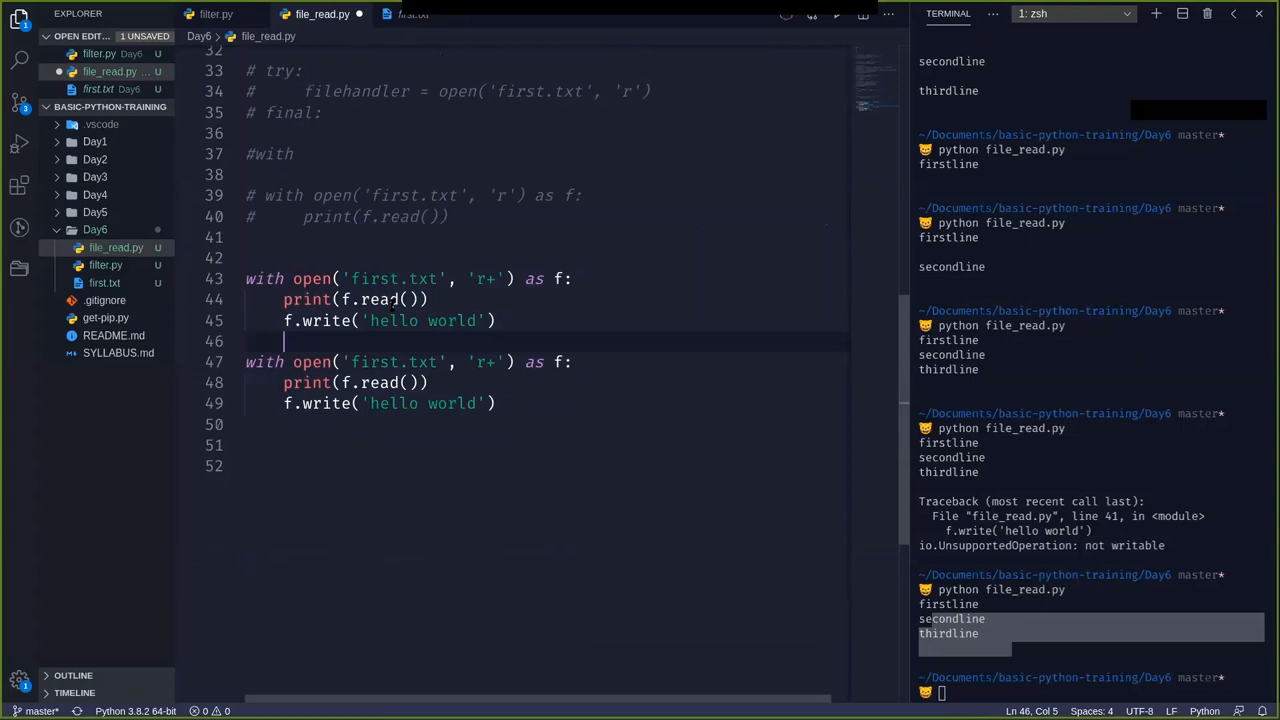 EXPLORER
OPEN EDIT... 1 UNSAVED
filter.py Day6
file_read.py ... U
first.txt Day6 U
BASIC-PYTHON-TRAINING
.vscode
Day1
Day2
Day3
Day4
Day5
Day6
file_read.py U
filter.py U
first.txt U
.gitignore
get-pip.py
README.md
SYLLABUS.md
OUTLINE
TIMELINE
1
3
1
filter.py
file_read.py
first.txt
Day6 > file_read.py
32
33 # try:
34 #     filehandler = open('first.txt', 'r')
35 # final:
36
37 #with
38
39 # with open('first.txt', 'r') as f:
40 #     print(f.read())
41
42
43 with open('first.txt', 'r+') as f:
44     print(f.read())
45     f.write('hello world')
46
47 with open('first.txt', 'r+') as f:
48     print(f.read())
49     f.write('hello world')
50
51
52
TERMINAL ... 1: zsh
secondline
thirdline
~/Documents/basic-python-training/Day6 master*
python file_read.py
firstline
~/Documents/basic-python-training/Day6 master*
python file_read.py
firstline
secondline
~/Documents/basic-python-training/Day6 master*
python file_read.py
firstline
secondline
thirdline
~/Documents/basic-python-training/Day6 master*
python file_read.py
firstline
secondline
thirdline
Traceback (most recent call last):
File "file_read.py", line 41, in <module>
f.write('hello world')
io.UnsupportedOperation: not writable
~/Documents/basic-python-training/Day6 master*
python file_read.py
firstline
secondline
thirdline
~/Documents/basic-python-training/Day6 master*
master* Python 3.8.2 64-bit 0 0 Ln 46, Col 5 Spaces: 4 UTF-8 LF Python